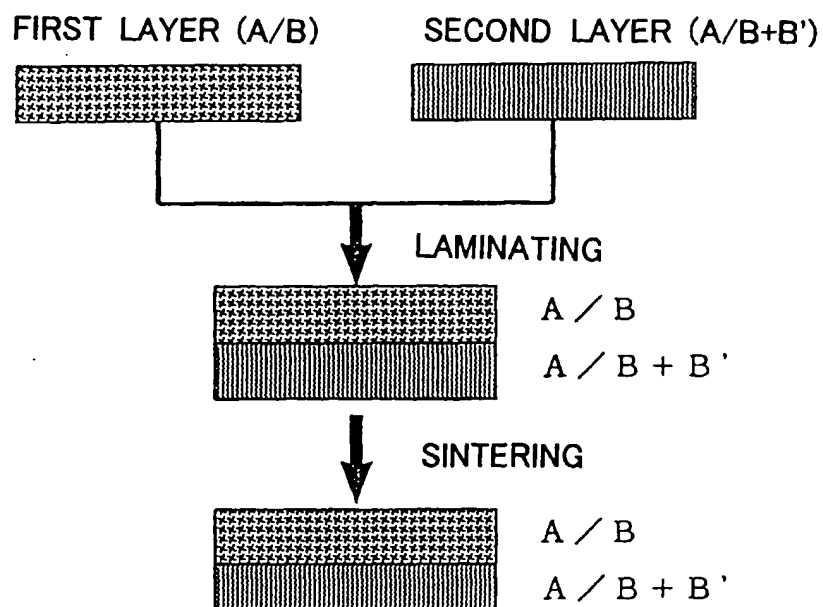 FIRST LAYER (A/B)
SECOND LAYER (A/B+B')
LAMINATING
A / B
A / B + B '
SINTERING
A / B
A / B + B '